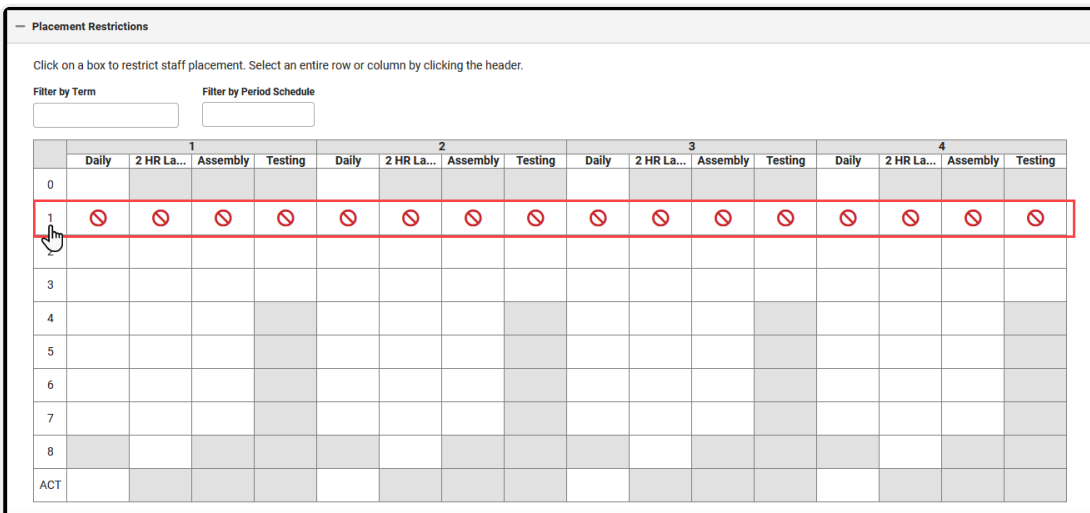 Placement Restrictions
Click on a box to restrict staff placement. Select an entire row or column by clicking the header.
Filter by Term Filter by Period Schedule
1 2 3 4
Daily 2 HR La... Assembly Testing Daily 2 HR La... Assembly Testing Daily 2 HR La... Assembly Testing Daily 2 HR La... Assembly Testing
0
1
2
3
4
5
6
7
8
ACT